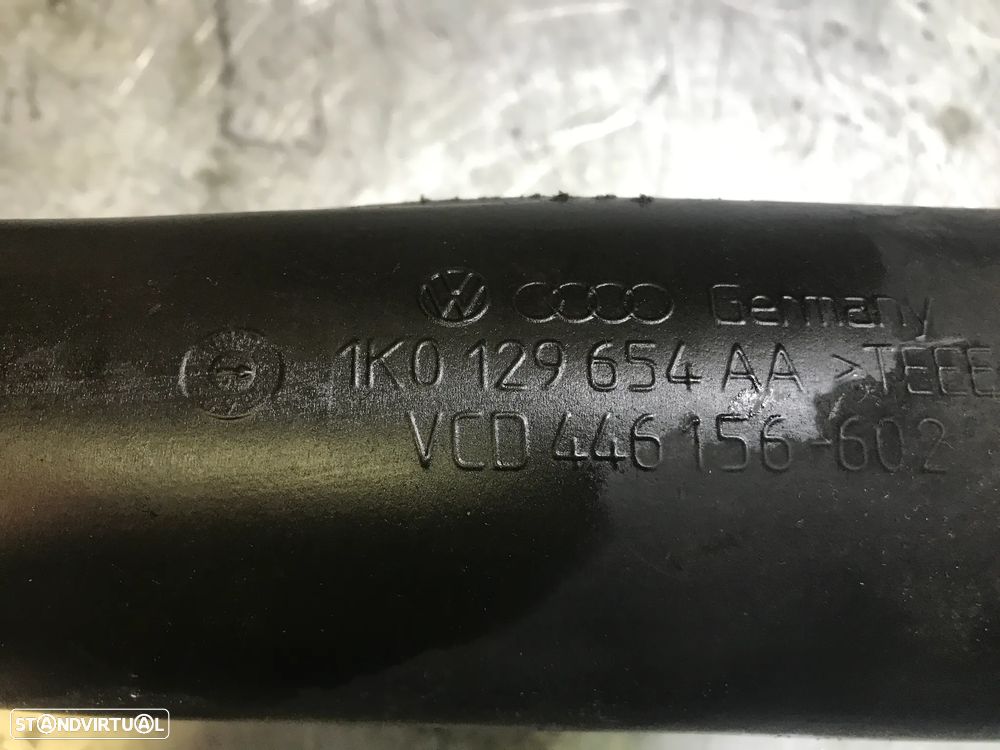 Germany
1K0 129 654 AA >TEEE
VCD 446 156-602
STANDVIRTUAL